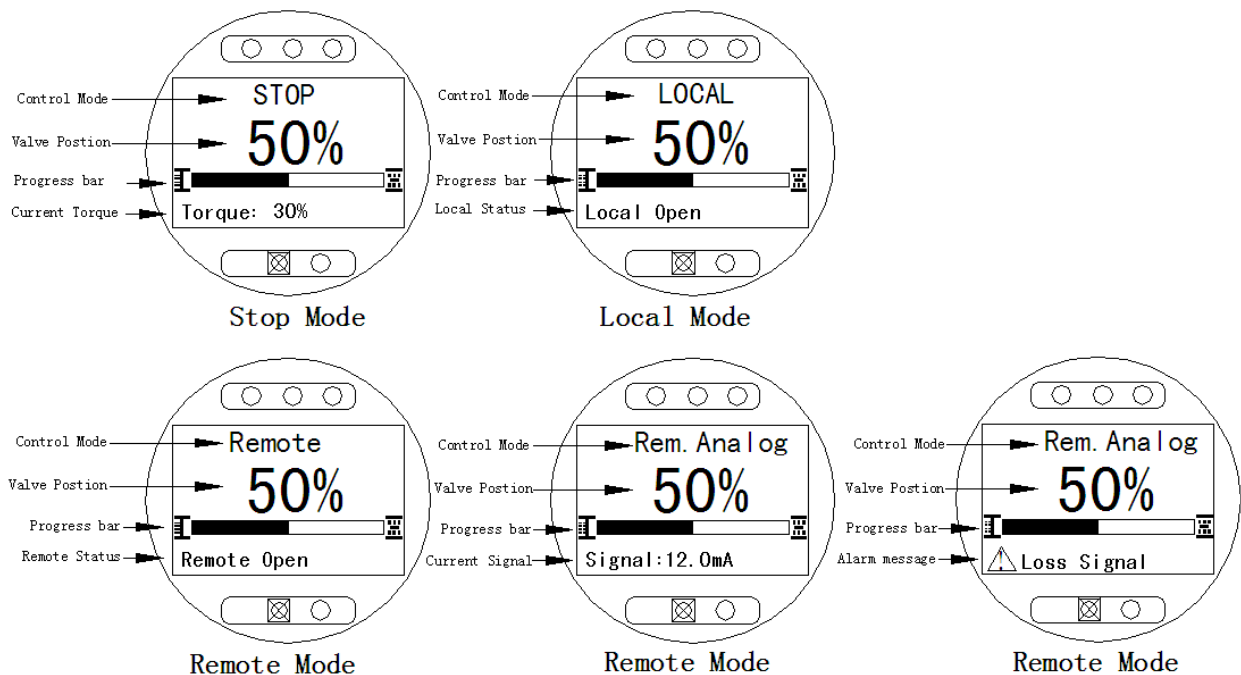 Control Mode
STOP
Valve Postion
50%
Progress bar
Current Torque
Torque: 30%
Stop Mode
Control Mode
LOCAL
Valve Postion
50%
Progress bar
Local Status
Local Open
Local Mode
Control Mode
Remote
Valve Postion
50%
Progress bar
Remote Status
Remote Open
Remote Mode
Control Mode
Rem. Analog
Valve Postion
50%
Progress bar
Current Signal
Signal:12.0mA
Remote Mode
Control Mode
Rem. Analog
Valve Postion
50%
Progress bar
Alarm message
Loss Signal
Remote Mode